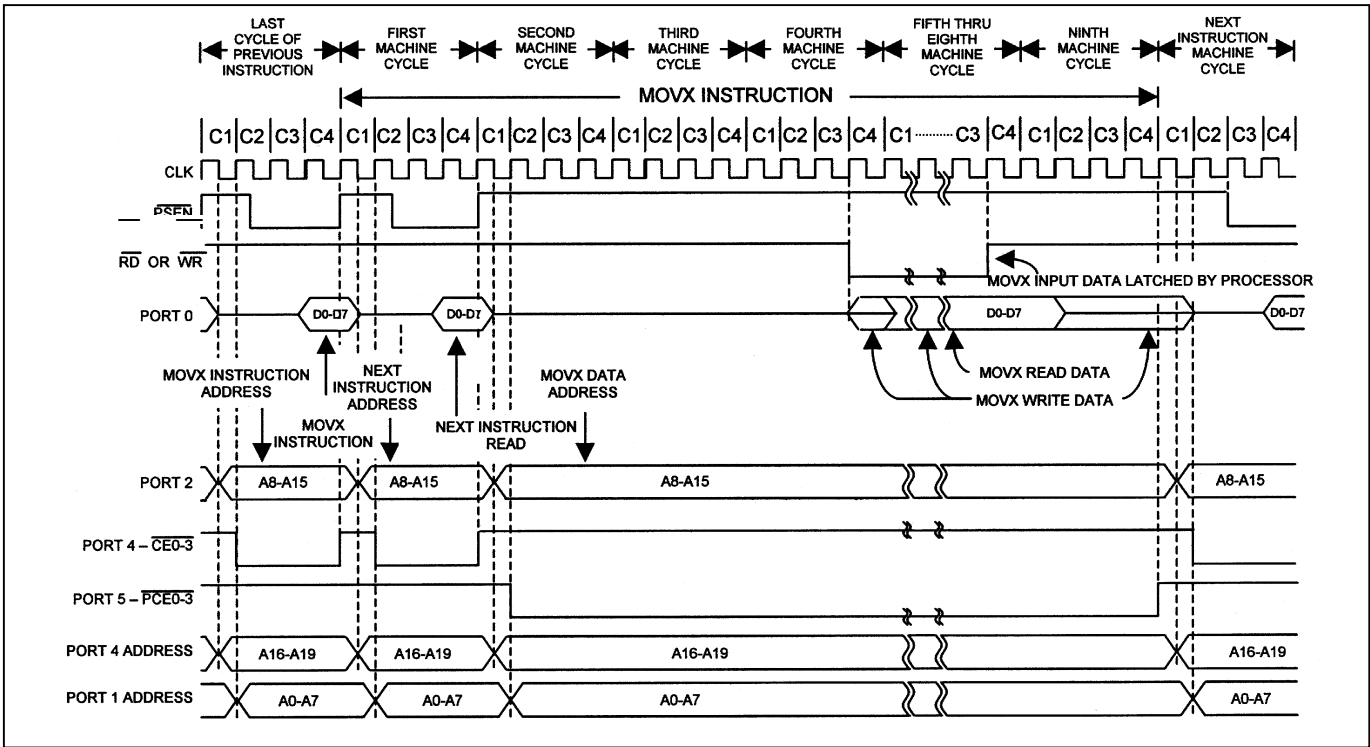 LAST
CYCLE OF
PREVIOUS
INSTRUCTION
FIRST
MACHINE
CYCLE
SECOND
MACHINE
CYCLE
THIRD
MACHINE
CYCLE
FOURTH
MACHINE
CYCLE
FIFTH THRU
EIGHTH
MACHINE
CYCLE
NINTH
MACHINE
CYCLE
NEXT
INSTRUCTION
MACHINE
CYCLE
MOVX INSTRUCTION
C1 C2 C3 C4 C1 C2 C3 C4 C1 C2 C3 C4 C1 C2 C3 C4 C1 C2 C3 C4 C1 ......... C3 C4 C1 C2 C3 C4 C1 C2 C3 C4
CLK
PSEN
RD OR WR
MOVX INPUT DATA LATCHED BY PROCESSOR
PORT 0 D0-D7 D0-D7 D0-D7 D0-D7
MOVX INSTRUCTION
ADDRESS
NEXT
INSTRUCTION
ADDRESS
MOVX DATA
ADDRESS
MOVX READ DATA
MOVX WRITE DATA
MOVX
INSTRUCTION
NEXT INSTRUCTION
READ
PORT 2 A8-A15 A8-A15 A8-A15 A8-A15
PORT 4 – CE0-3
PORT 5 – PCE0-3
PORT 4 ADDRESS A16-A19 A16-A19 A16-A19 A16-A19
PORT 1 ADDRESS A0-A7 A0-A7 A0-A7 A0-A7